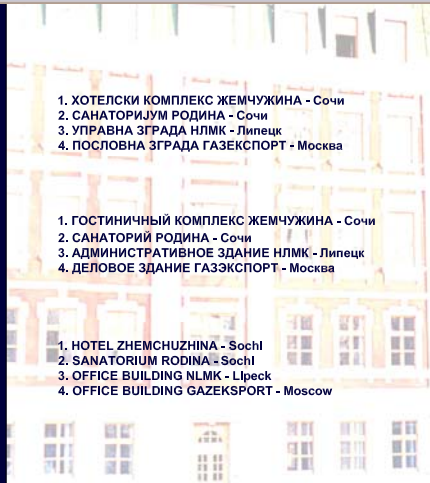 1. ХОТЕЛСКИ КОМПЛЕКС ЖЕМЧУЖИНА - Сочи
2. САНАТОРИЈУМ РОДИНА - Сочи
3. УПРАВНА ЗГРАДА НЛМК - Липецк
4. ПОСЛОВНА ЗГРАДА ГАЗЕКСПОРТ - Москва
1. ГОСТИНИЧНЫЙ КОМПЛЕКС ЖЕМЧУЖИНА - Сочи
2. САНАТОРИЙ РОДИНА - Сочи
3. АДМИНИСТРАТИВНОЕ ЗДАНИЕ НЛМК - Липецк
4. ДЕЛОВОЕ ЗДАНИЕ ГАЗЭКСПОРТ - Москва
1. HOTEL ZHEMCHUZHINA - SochI
2. SANATORIUM RODINA - SochI
3. OFFICE BUILDING NLMK - LIpeck
4. OFFICE BUILDING GAZEKSPORT - Moscow